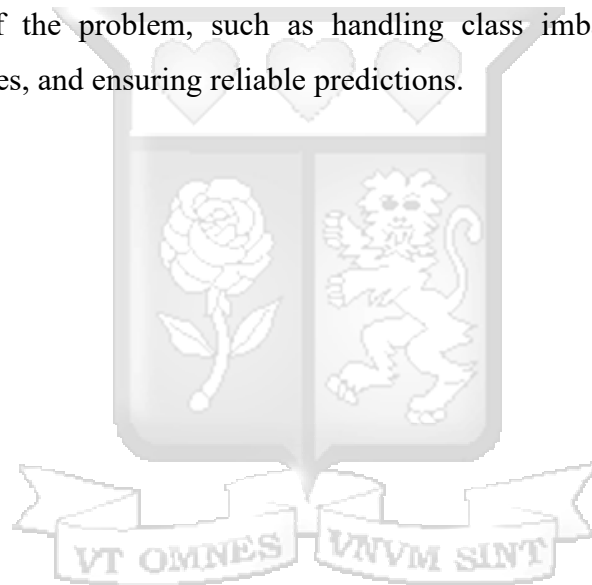 f the problem, such as handling class imb
es, and ensuring reliable predictions.
VT OMNES VNVM SINT